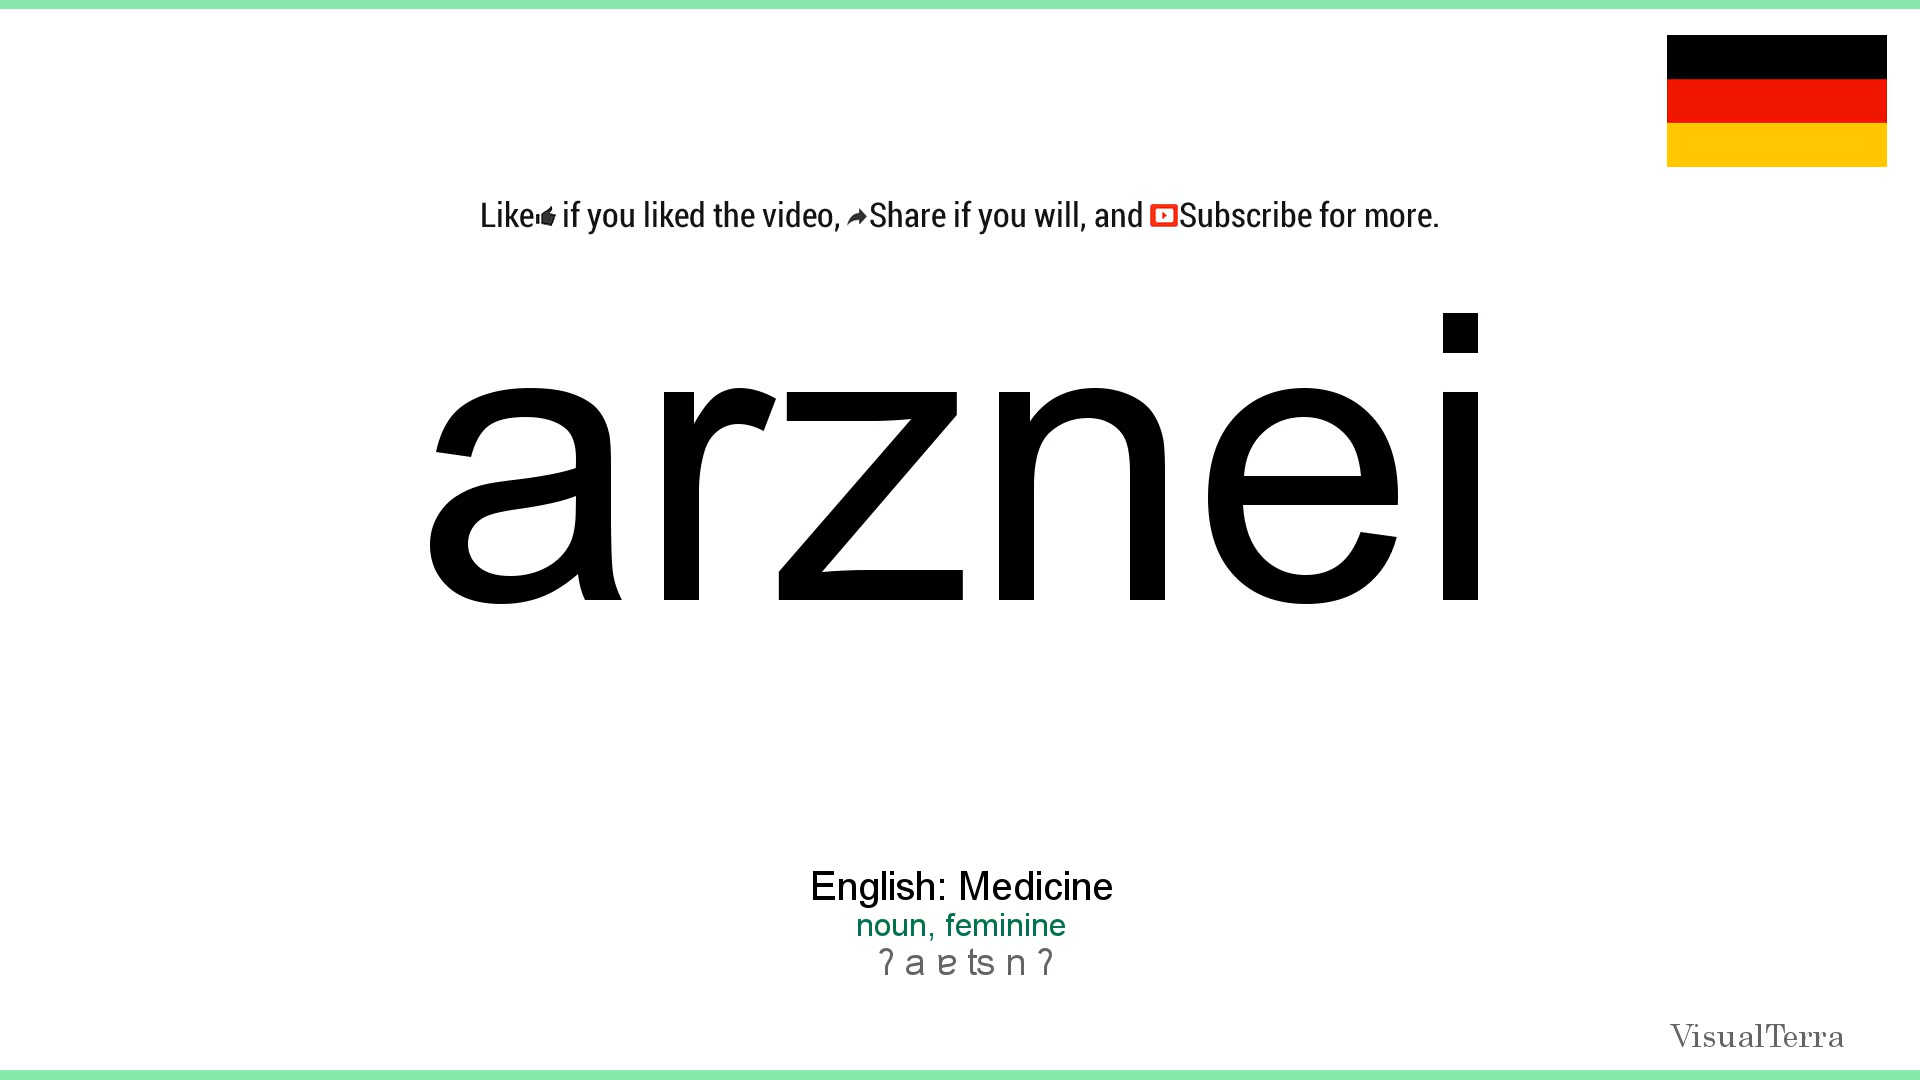 Like if you liked the video, Share if you will, and Subscribe for more.
arznei
English: Medicine
noun, feminine
ʔ a ɐ ts n ʔ
VisualTerra